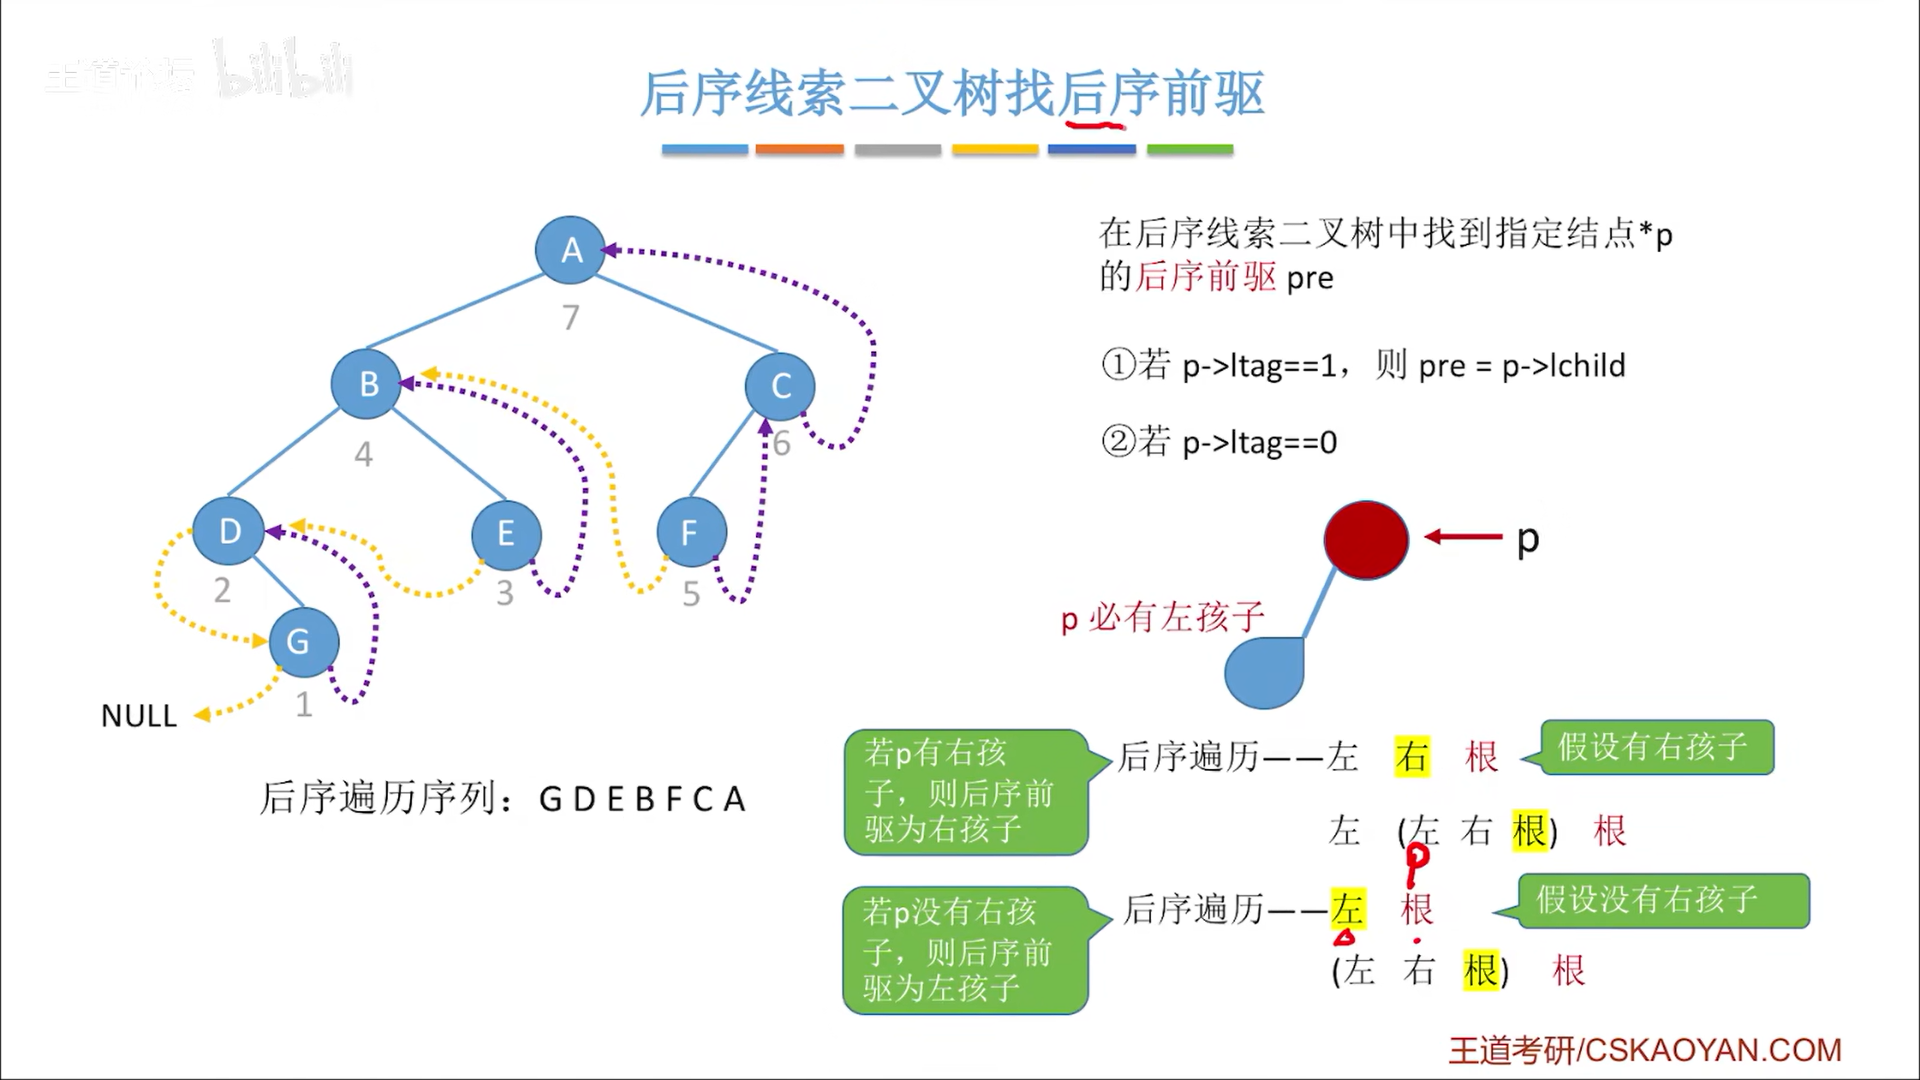 王道论坛 bilibili
后序线索二叉树找后序前驱
A
7
B
4
C
6
D
2
E
3
F
5
G
1
NULL
后序遍历序列：G D E B F C A
在后序线索二叉树中找到指定结点*p
的后序前驱 pre
①若 p->ltag==1，则 pre = p->lchild
②若 p->ltag==0
p
p 必有左孩子
若p有右孩
子，则后序前
驱为右孩子
后序遍历——左 右 根
假设有右孩子
左 (左 右 根) 根
p
若p没有右孩
子，则后序前
驱为左孩子
后序遍历——左 根
假设没有右孩子
(左 右 根) 根
王道考研/CSKAOYAN.COM